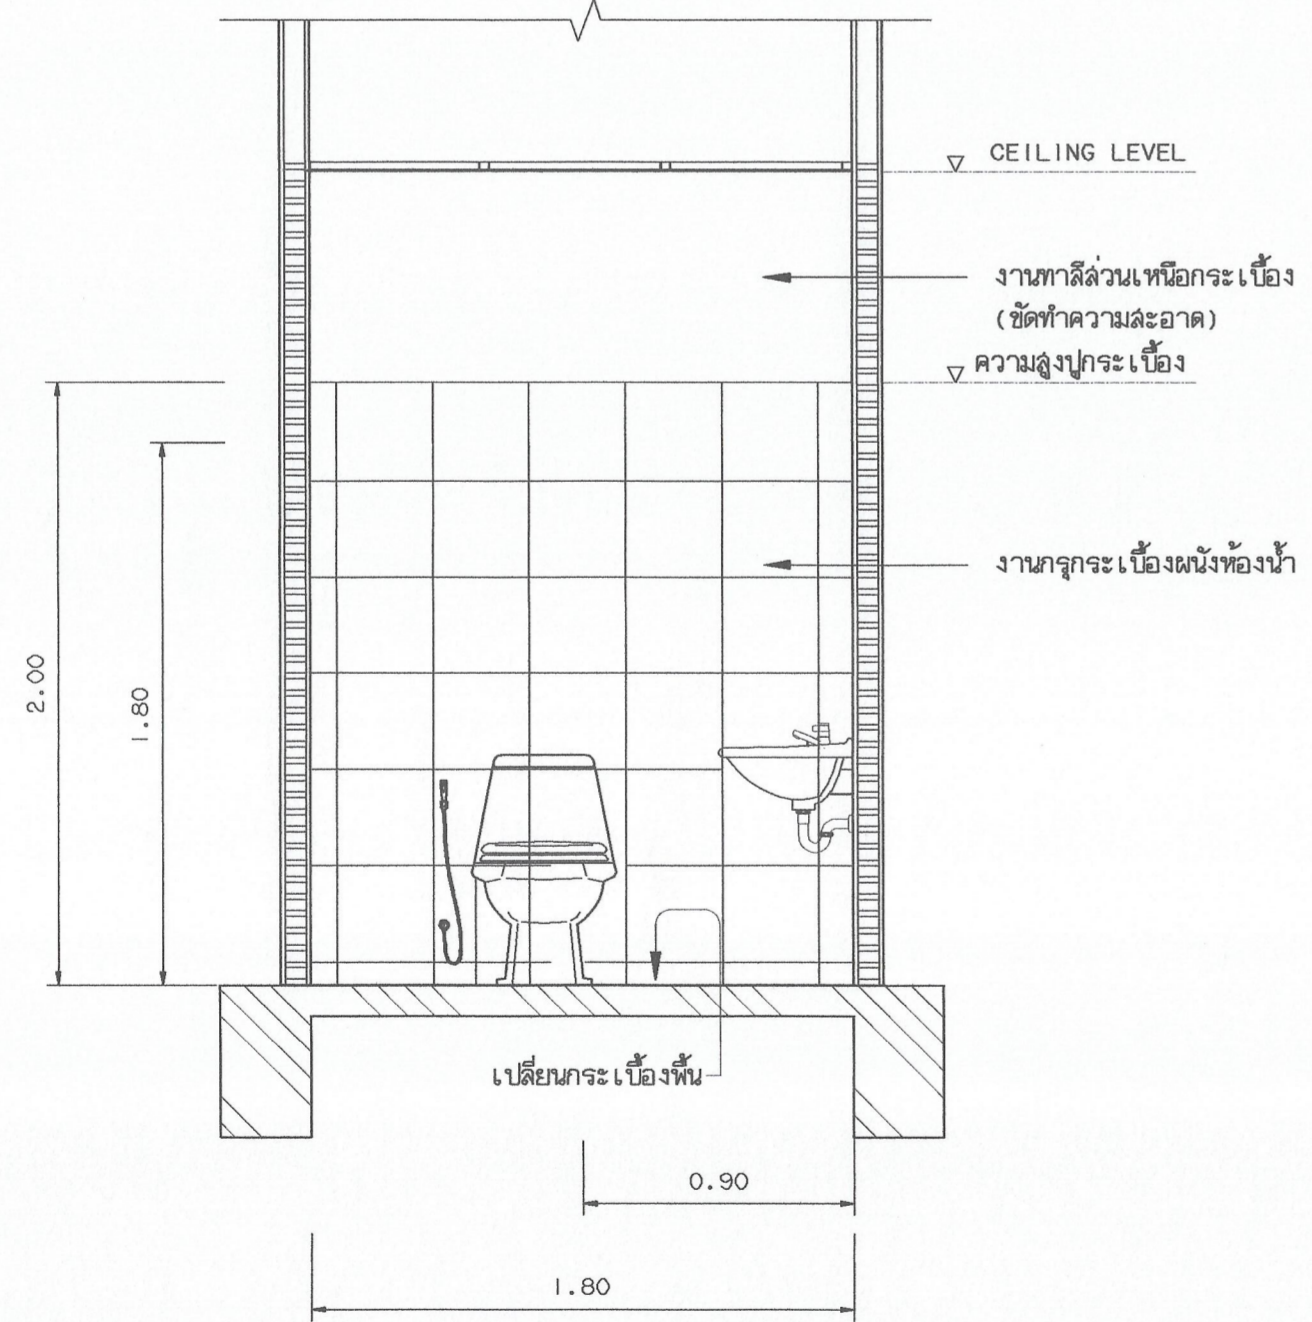 CEILING LEVEL
งานทาสีส่วนเหนือกระเบื้อง
(ขัดทำความสะอาด)
ความสูงปูกระเบื้อง
งานกรุกระเบื้องผนังห้องน้ำ
2.00
1.80
เปลี่ยนกระเบื้องพื้น
0.90
1.80